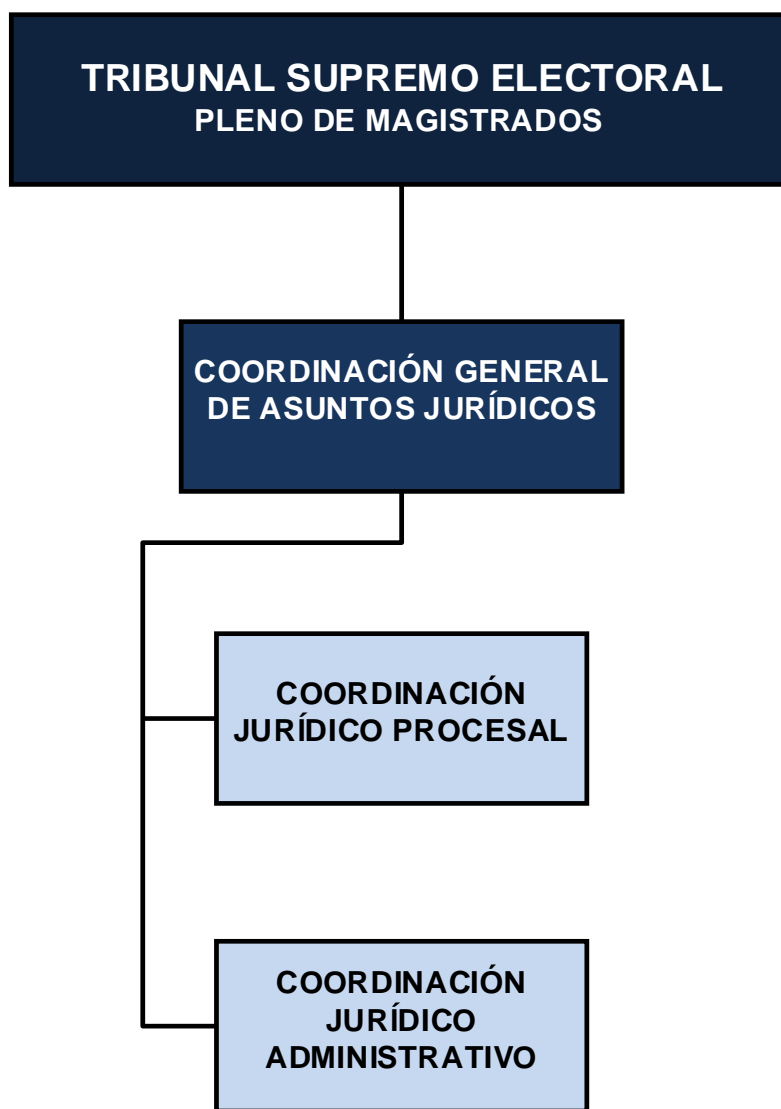 TRIBUNAL SUPREMO ELECTORAL
PLENO DE MAGISTRADOS
COORDINACIÓN GENERAL
DE ASUNTOS JURÍDICOS
COORDINACIÓN
JURÍDICO PROCESAL
COORDINACIÓN
JURÍDICO
ADMINISTRATIVO